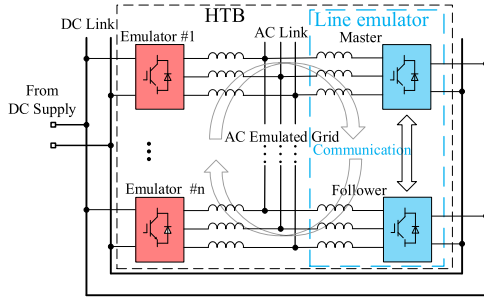 HTB
Line emulator
DC Link
Emulator #1
AC Link
Master
From
DC Supply
AC Emulated Grid
Communication
Emulator #n
Follower